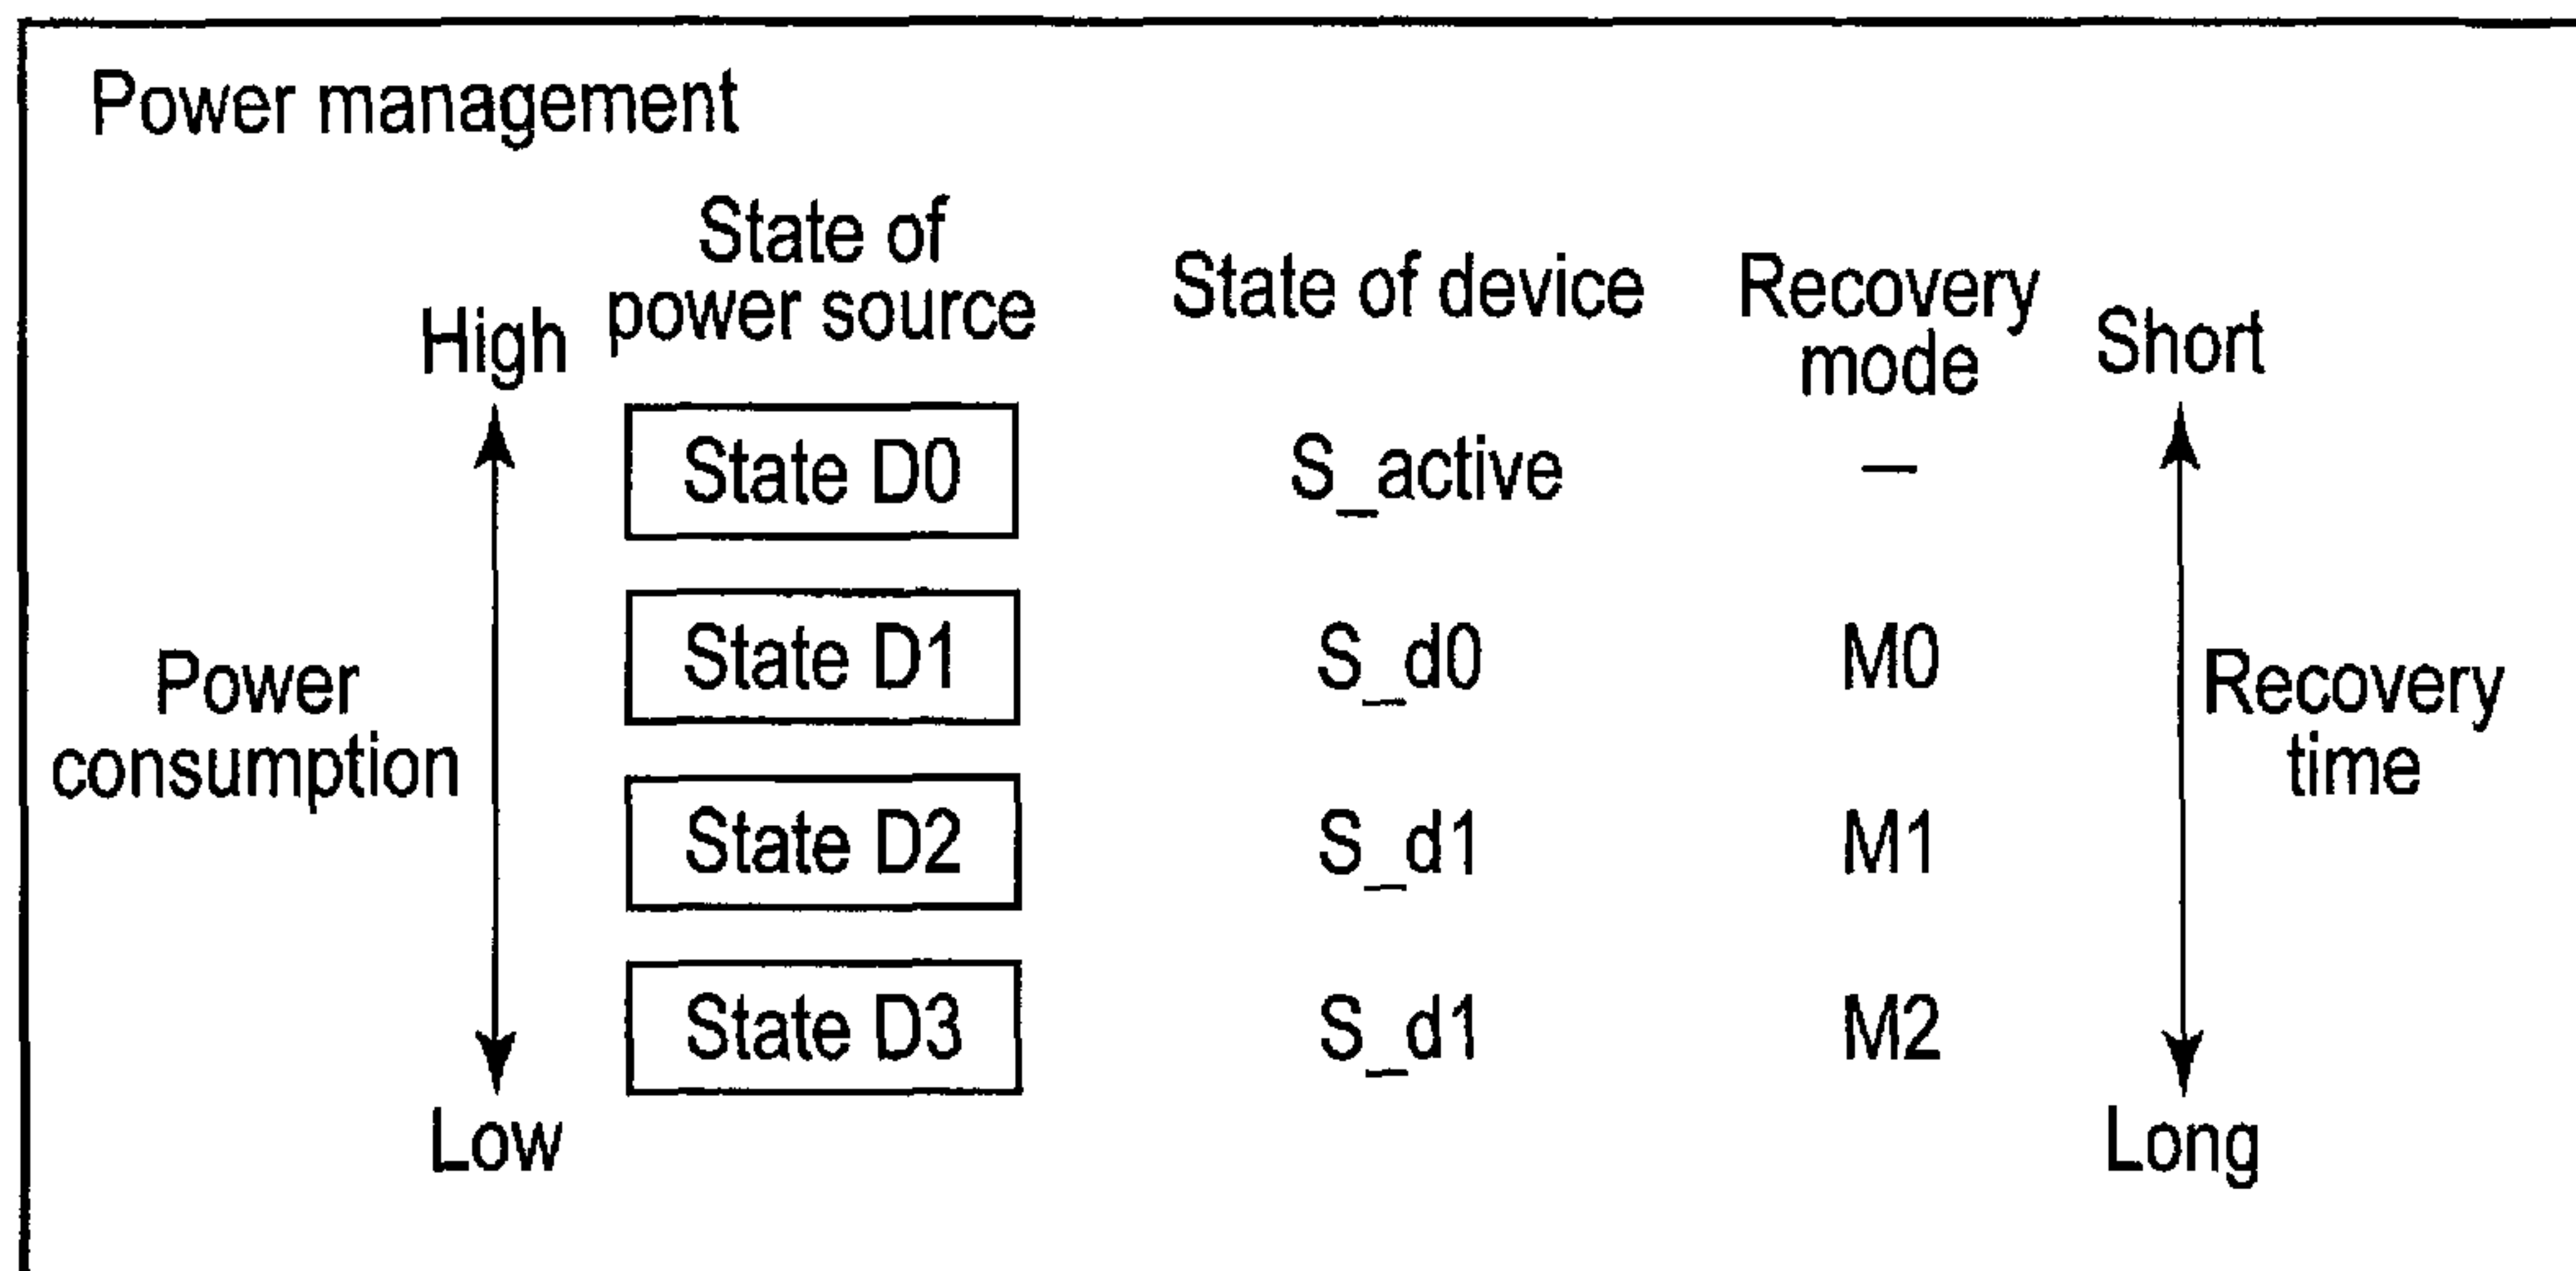 Power management
State of
power source
State of device
Recovery
mode
High
Short
State D0
S_active
—
State D1
S_d0
M0
Power
consumption
Recovery
time
State D2
S_d1
M1
State D3
S_d1
M2
Low
Long